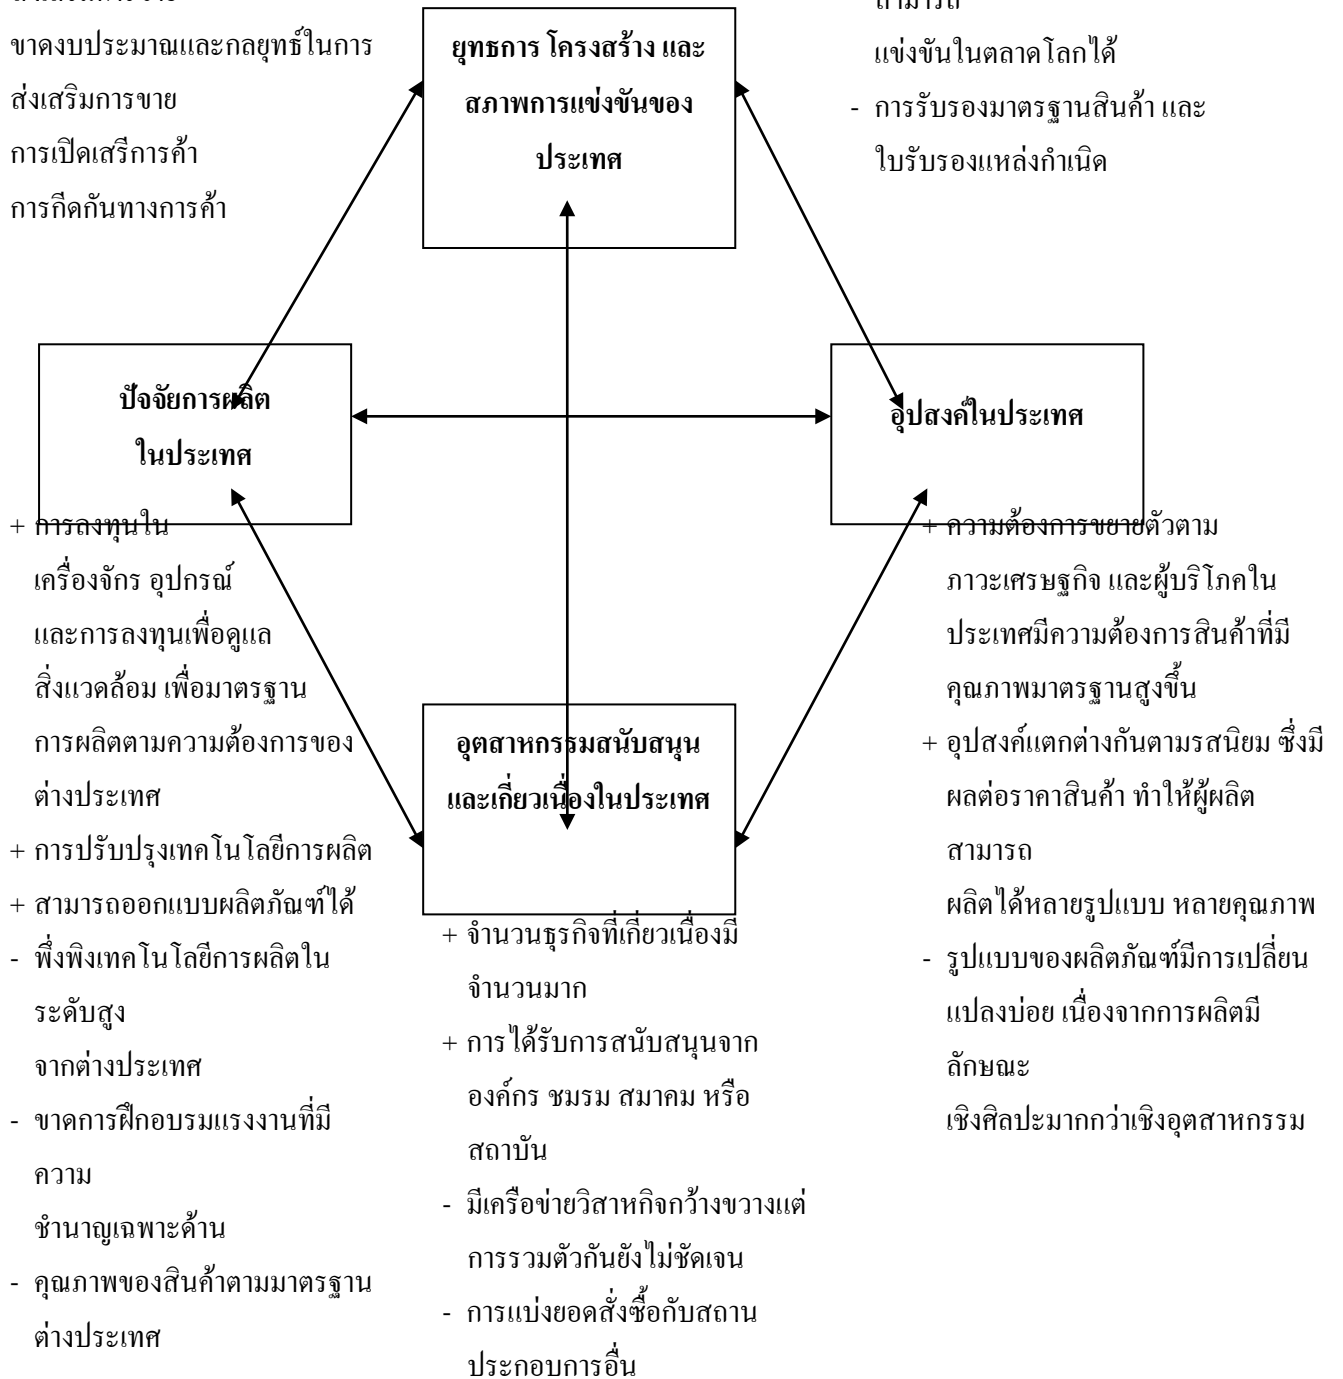 ขาดงบประมาณและกลยุทธ์ในการ
ส่งเสริมการขาย
การเปิดเสรีการค้า
การกีดกันทางการค้า
ยุทธการ โครงสร้าง และ
สภาพการแข่งขันของ
ประเทศ
สามารถ
แข่งขันในตลาดโลกได้
- การรับรองมาตรฐานสินค้า และ
ใบรับรองแหล่งกำเนิด
ปัจจัยการผลิต
ในประเทศ
อุปสงค์ในประเทศ
+ การลงทุนใน
เครื่องจักร อุปกรณ์
และการลงทุนเพื่อดูแล
สิ่งแวดล้อม เพื่อมาตรฐาน
การผลิตตามความต้องการของ
ต่างประเทศ
+ การปรับปรุงเทคโนโลยีการผลิต
+ สามารถออกแบบผลิตภัณฑ์ได้
- พึ่งพิงเทคโนโลยีการผลิตใน
ระดับสูง
จากต่างประเทศ
- ขาดการฝึกอบรมแรงงานที่มี
ความ
ชำนาญเฉพาะด้าน
- คุณภาพของสินค้าตามมาตรฐาน
ต่างประเทศ
อุตสาหกรรมสนับสนุน
และเกี่ยวเนื่องในประเทศ
+ จำนวนธุรกิจที่เกี่ยวเนื่องมี
จำนวนมาก
+ การได้รับการสนับสนุนจาก
องค์กร ชมรม สมาคม หรือ
สถาบัน
- มีเครือข่ายวิสาหกิจกว้างขวางแต่
การรวมตัวกันยังไม่ชัดเจน
- การแบ่งยอดสั่งซื้อกับสถาน
ประกอบการอื่น
+ ความต้องการขยายตัวตาม
ภาวะเศรษฐกิจ และผู้บริโภคใน
ประเทศมีความต้องการสินค้าที่มี
คุณภาพมาตรฐานสูงขึ้น
+ อุปสงค์แตกต่างกันตามรสนิยม ซึ่งมี
ผลต่อราคาสินค้า ทำให้ผู้ผลิต
สามารถ
ผลิตได้หลายรูปแบบ หลายคุณภาพ
- รูปแบบของผลิตภัณฑ์มีการเปลี่ยน
แปลงบ่อย เนื่องจากการผลิตมี
ลักษณะ
เชิงศิลปะมากกว่าเชิงอุตสาหกรรม